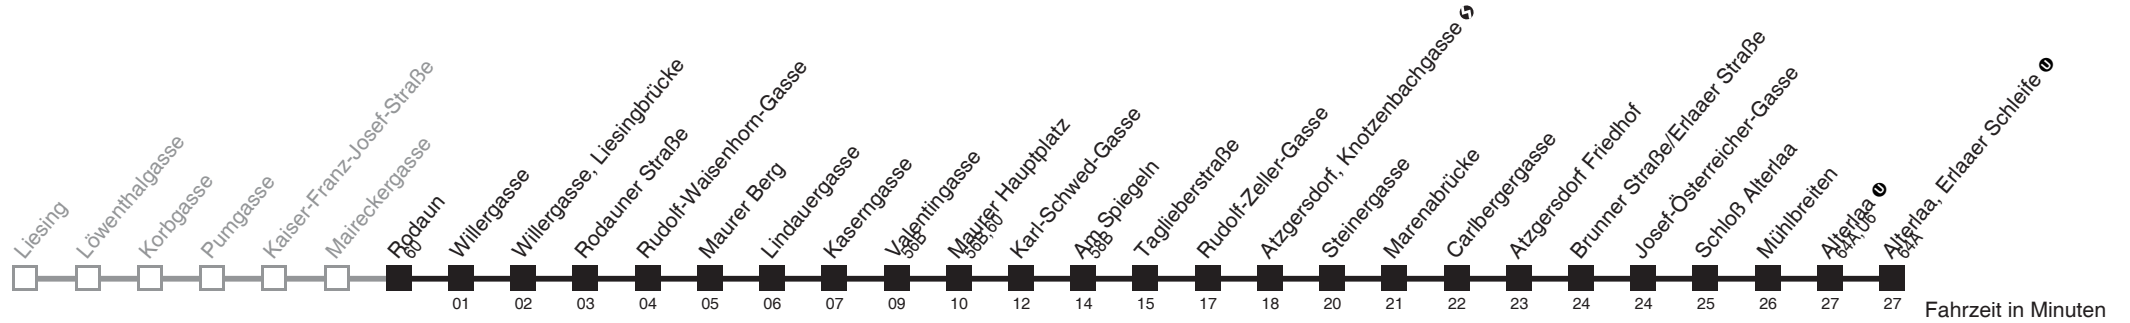 Liesing
Löwenthalgasse
Korbgasse
Purngasse
Kaiser-Franz-Josef-Straße
Maireckergasse
Rodaun
60
Willergasse
01
Willergasse, Liesingbrücke
02
Rodauner Straße
03
Rudolf-Waisenhorn-Gasse
04
Maurer Berg
05
Lindauergasse
06
Kaserngasse
07
Valentingasse
56B
09
Maurer Hauptplatz
56B,60
10
Karl-Schwed-Gasse
12
Am Spiegeln
58B
14
Taglieberstraße
15
Rudolf-Zeller-Gasse
17
Atzgersdorf, Knotzenbachgasse S
18
Steinergasse
20
Marenabrücke
21
Carlbergergasse
22
Atzgersdorf Friedhof
23
Brunner Straße/Erlaaer Straße
24
Josef-Österreicher-Gasse
24
Schloß Alterlaa
25
Mühlbreiten
26
Alterlaa U
64A,U6
27
Alterlaa, Erlaaer Schleife U
64A
27
Fahrzeit in Minuten